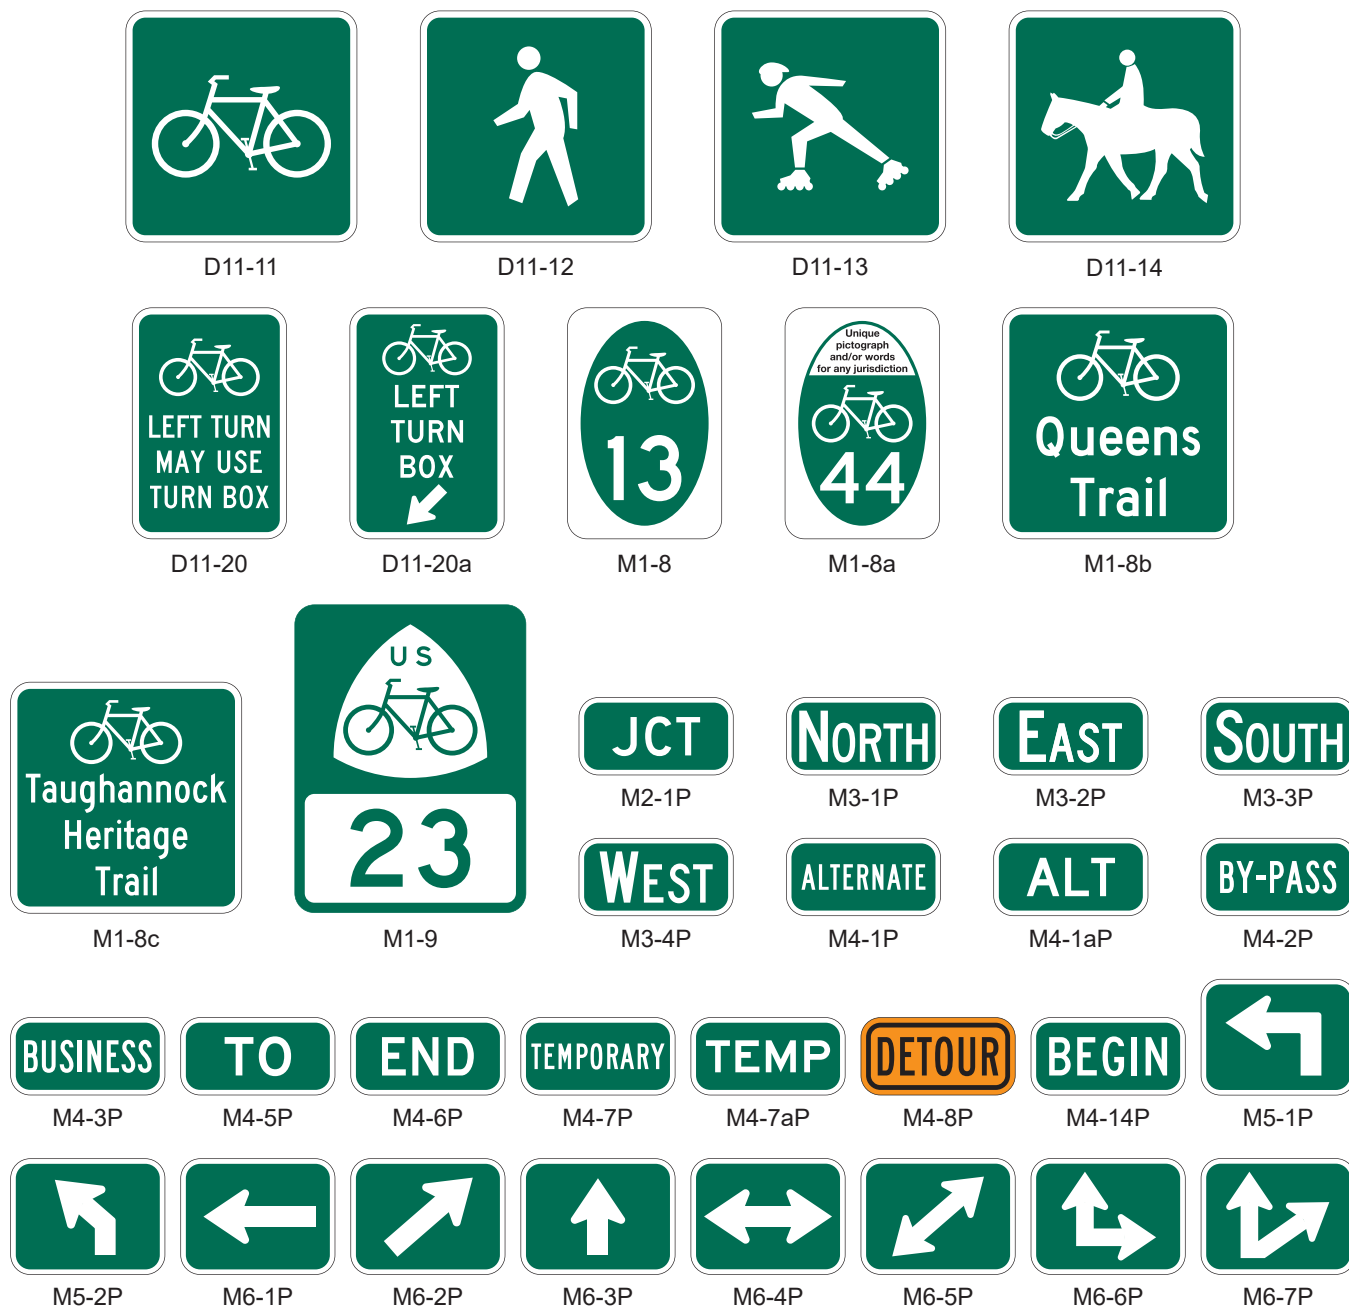 D11-11
D11-12
D11-13
D11-14
LEFT TURN
MAY USE
TURN BOX
D11-20
LEFT
TURN
BOX
D11-20a
13
M1-8
Unique
pictograph
and/or words
for any jurisdiction
44
M1-8a
Queens
Trail
M1-8b
Taughannock
Heritage
Trail
M1-8c
US
23
M1-9
JCT
M2-1P
NORTH
M3-1P
EAST
M3-2P
SOUTH
M3-3P
WEST
M3-4P
ALTERNATE
M4-1P
ALT
M4-1aP
BY-PASS
M4-2P
BUSINESS
M4-3P
TO
M4-5P
END
M4-6P
TEMPORARY
M4-7P
TEMP
M4-7aP
DETOUR
M4-8P
BEGIN
M4-14P
M5-1P
M5-2P
M6-1P
M6-2P
M6-3P
M6-4P
M6-5P
M6-6P
M6-7P